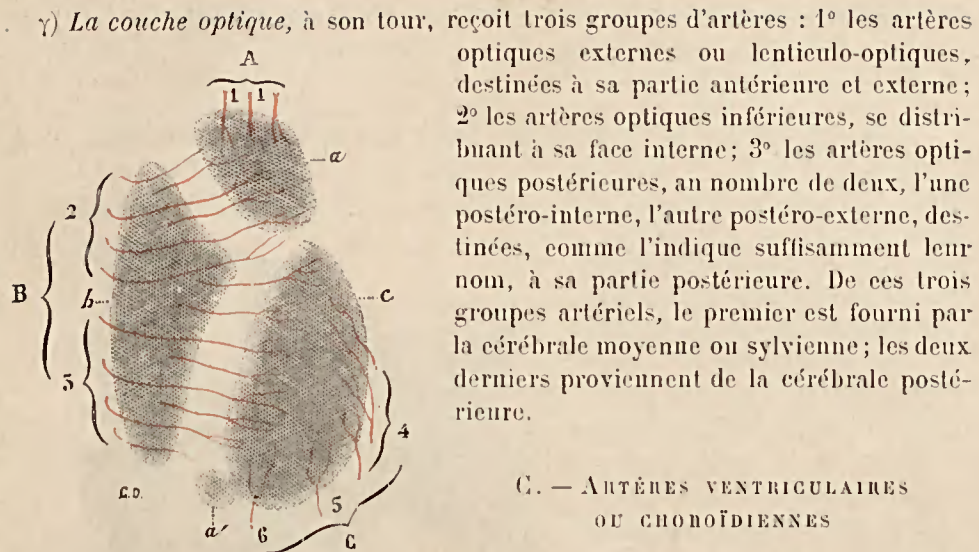 γ) La couche optique, à son tour, reçoit trois groupes d'artères : 1° les artères
optiques externes ou lenticulo-optiques,
destinées à sa partie antérieure et externe;
2° les artères optiques inférieures, se distri-
buant à sa face interne; 3° les artères opti-
ques postérieures, au nombre de deux, l'une
postéro-interne, l'autre postéro-externe, des-
tinées, comme l'indique suffisamment leur
nom, à sa partie postérieure. De ces trois
groupes artériels, le premier est fourni par
la cérébrale moyenne ou sylvienne; les deux
derniers proviennent de la cérébrale posté-
rieure.
C. — ARTÈRES VENTRICULAIRES
OU CHOROÏDIENNES
A
1 1
a
2
B
b
c
3
4
G.D.
a'
6
5
C